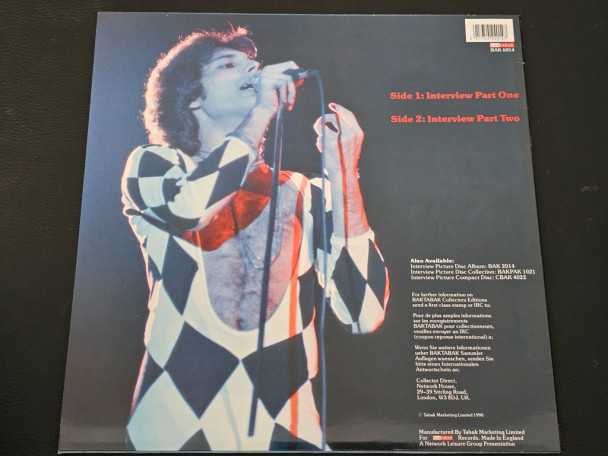 BAK 6014
Side 1: Interview Part One
Side 2: Interview Part Two
Also Available:
Interview Picture Disc Album: BAK 2014
Interview Picture Disc Collection: BAKPAK 1021
Interview Picture Compact Disc: CBAK 4022
For further information on
BAKTABAK Collectors Editions
send a first class stamp or IRC to:
Pour de plus amples informations
sur les enregistrements
BAKTABAK pour collectionneurs,
veuillez envoyer un IRC
(coupon reponse international) a:
Wenn Sie weitere Informationen
ueber BAKTABAK Sammler
Auflagen wuenschen, senden Sie
bitte einen Internationalen
Antwortschein an:
Collector Direct,
Network House,
29-39 Stirling Road,
London, W3 8DJ, UK.
© Tabak Marketing Limited 1990
Manufactured By Tabak Marketing Limited
For Records. Made In England
A Network Leisure Group Presentation